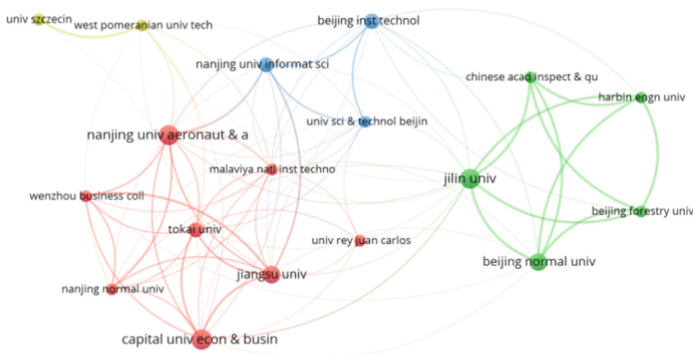 univ szczecin
west pomeranian univ tech
beijing inst technol
nanjing univ informat sci
chinese acad inspect & qu
harbin engn univ
univ sci & technol beijin
nanjing univ aeronaut & a
malaviya natl inst techno
jilin univ
wenzhou business coll
beijing forestry univ
tokai univ
univ rey juan carlos
beijing normal univ
jiangsu univ
nanjing normal univ
capital univ econ & busin